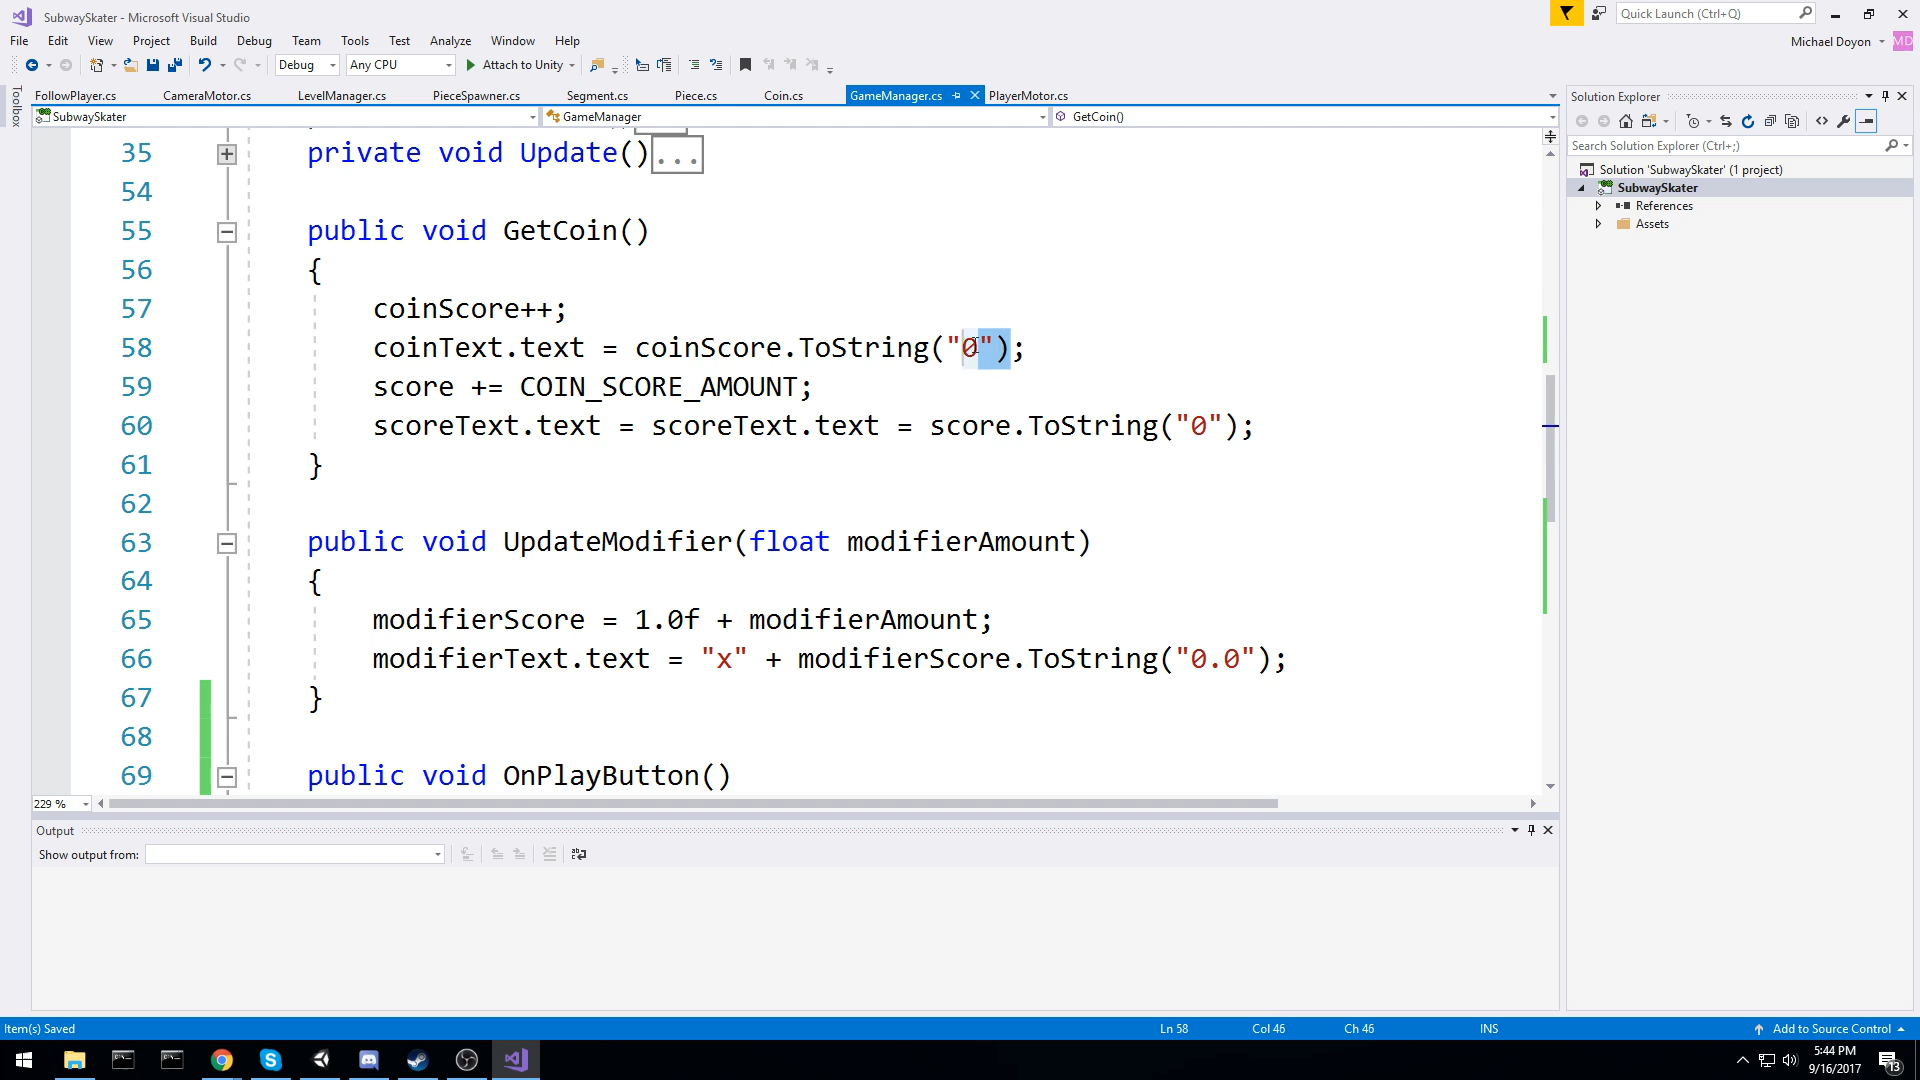 SubwaySkater - Microsoft Visual Studio
Quick Launch (Ctrl+Q)
File Edit View Project Build Debug Team Tools Test Analyze Window Help
Michael Doyon MD
Debug Any CPU Attach to Unity
Toolbox
FollowPlayer.cs CameraMotor.cs LevelManager.cs PieceSpawner.cs Segment.cs Piece.cs Coin.cs GameManager.cs PlayerMotor.cs
SubwaySkater GameManager GetCoin()
35 private void Update()...
54
55 public void GetCoin()
56 {
57 coinScore++;
58 coinText.text = coinScore.ToString("0");
59 score += COIN_SCORE_AMOUNT;
60 scoreText.text = scoreText.text = score.ToString("0");
61 }
62
63 public void UpdateModifier(float modifierAmount)
64 {
65 modifierScore = 1.0f + modifierAmount;
66 modifierText.text = "x" + modifierScore.ToString("0.0");
67 }
68
69 public void OnPlayButton()
229 %
Output
Show output from:
Solution Explorer
Search Solution Explorer (Ctrl+;)
Solution 'SubwaySkater' (1 project)
SubwaySkater
References
Assets
Item(s) Saved Ln 58 Col 46 Ch 46 INS Add to Source Control
5:44 PM
9/16/2017
13